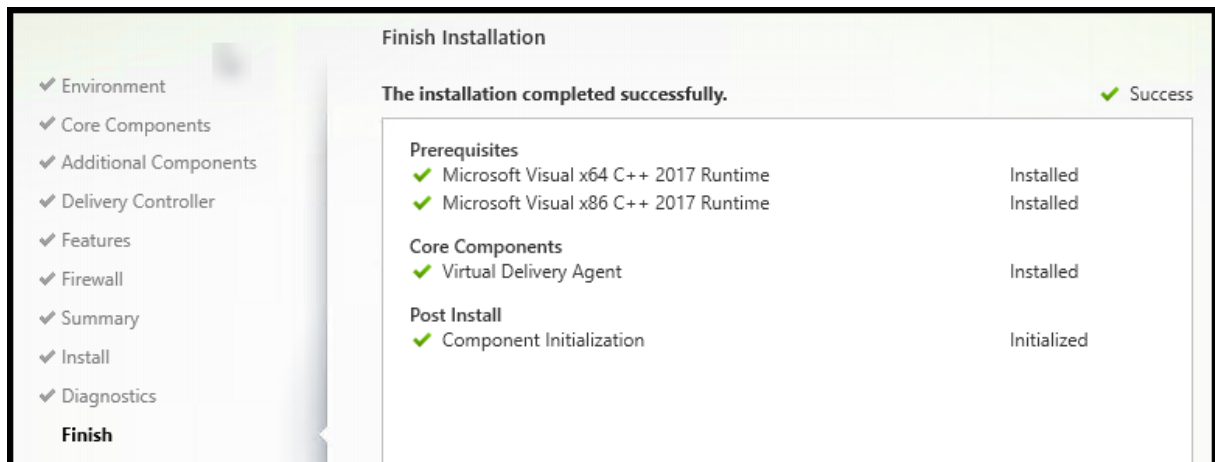 Finish Installation
Environment
Core Components
Additional Components
Delivery Controller
Features
Firewall
Summary
Install
Diagnostics
Finish
The installation completed successfully. Success
Prerequisites
Microsoft Visual x64 C++ 2017 Runtime Installed
Microsoft Visual x86 C++ 2017 Runtime Installed
Core Components
Virtual Delivery Agent Installed
Post Install
Component Initialization Initialized